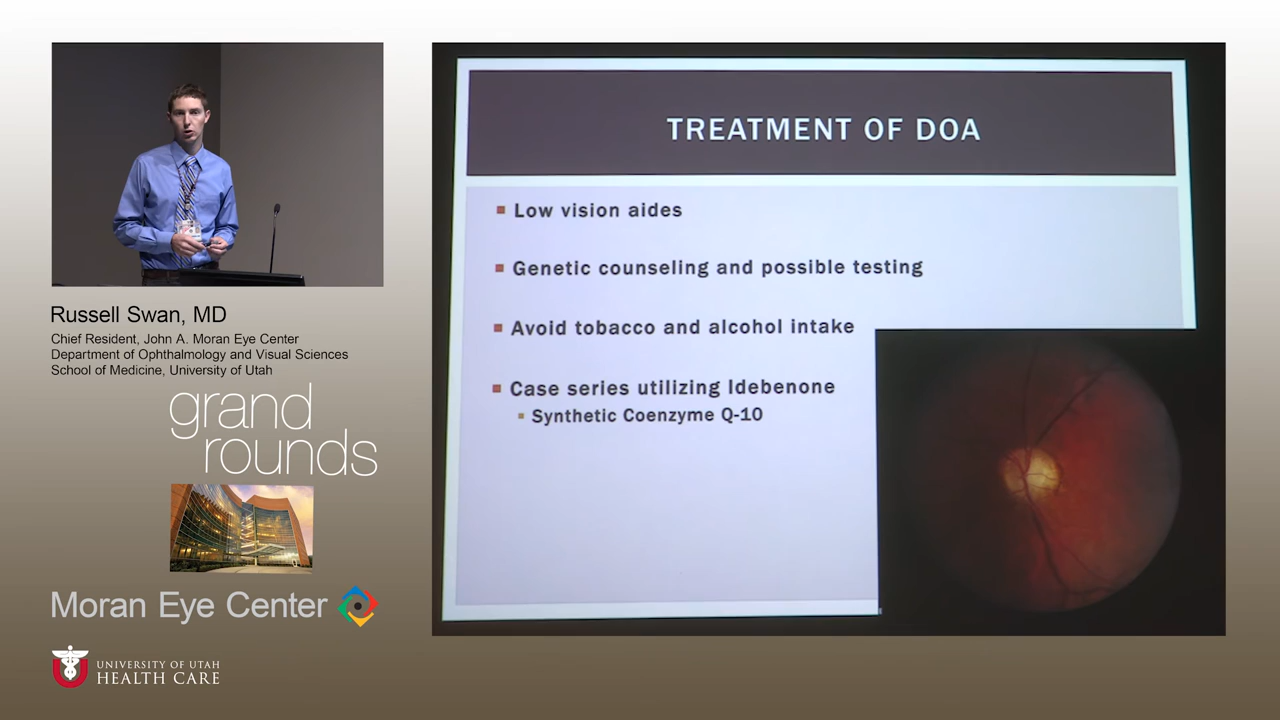 Russell Swan, MD
Chief Resident, John A. Moran Eye Center
Department of Ophthalmology and Visual Sciences
School of Medicine, University of Utah
grand
rounds
Moran Eye Center
UNIVERSITY OF UTAH
HEALTH CARE
TREATMENT OF DOA
Low vision aides
Genetic counseling and possible testing
Avoid tobacco and alcohol intake
Case series utilizing Idebenone
Synthetic Coenzyme Q-10